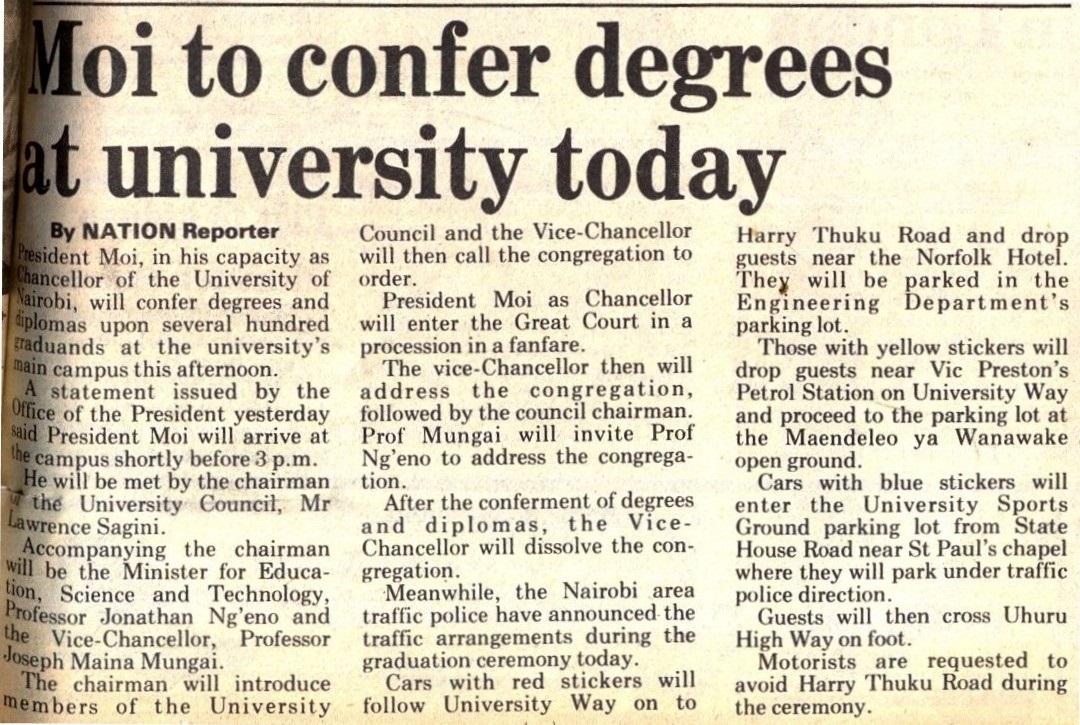 Moi to confer degrees
at university today
By NATION Reporter
President Moi, in his capacity as
Chancellor of the University of
Nairobi, will confer degrees and
diplomas upon several hundred
graduands at the university's
main campus this afternoon.
A statement issued by the
Office of the President yesterday
said President Moi will arrive at
the campus shortly before 3 p.m.
He will be met by the chairman
of the University Council, Mr
Lawrence Sagini.
Accompanying the chairman
will be the Minister for Educa-
tion, Science and Technology,
Professor Jonathan Ng'eno and
the Vice-Chancellor, Professor
Joseph Maina Mungai.
The chairman will introduce
members of the University
Council and the Vice-Chancellor
will then call the congregation to
order.
President Moi as Chancellor
will enter the Great Court in a
procession in a fanfare.
The vice-Chancellor then will
address the congregation,
followed by the council chairman.
Prof Mungai will invite Prof
Ng'eno to address the congrega-
tion.
After the conferment of degrees
and diplomas, the Vice-
Chancellor will dissolve the con-
gregation.
Meanwhile, the Nairobi area
traffic police have announced the
traffic arrangements during the
graduation ceremony today.
Cars with red stickers will
follow University Way on to
Harry Thuku Road and drop
guests near the Norfolk Hotel.
They will be parked in the
Engineering Department's
parking lot.
Those with yellow stickers will
drop guests near Vic Preston's
Petrol Station on University Way
and proceed to the parking lot at
the Maendeleo ya Wanawake
open ground.
Cars with blue stickers will
enter the University Sports
Ground parking lot from State
House Road near St Paul's chapel
where they will park under traffic
police direction.
Guests will then cross Uhuru
High Way on foot.
Motorists are requested to
avoid Harry Thuku Road during
the ceremony.